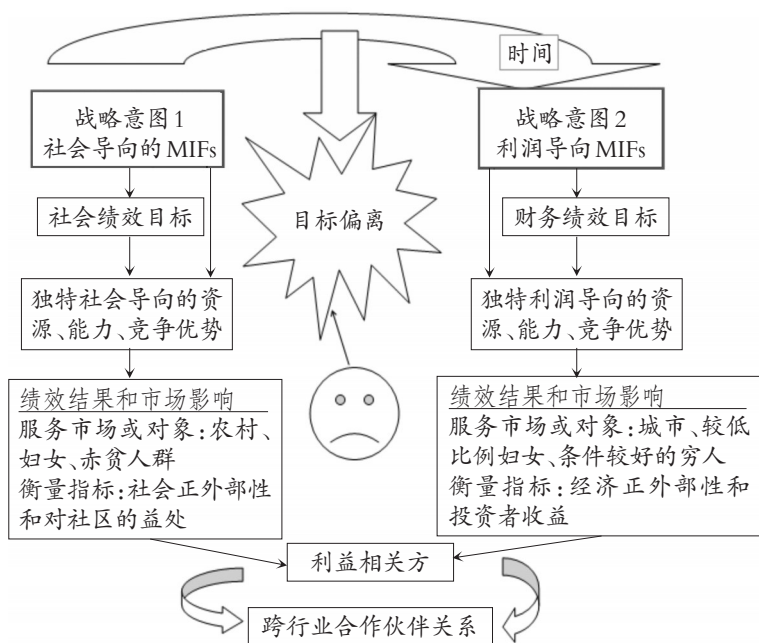 时间
战略意图1
社会导向的MIFs
战略意图2
利润导向MIFs
目标偏离
社会绩效目标
财务绩效目标
独特社会导向的资
源、能力、竞争优势
独特利润导向的资
源、能力、竞争优势
绩效结果和市场影响
服务市场或对象:农村、
妇女、赤贫人群
衡量指标:社会正外部性
和对社区的益处
绩效结果和市场影响
服务市场或对象:城市、较低
比例妇女、条件较好的穷人
衡量指标:经济正外部性和
投资者收益
利益相关方
跨行业合作伙伴关系